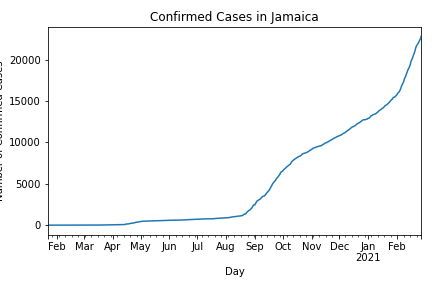 Confirmed Cases in Jamaica
20000
15000
10000
5000
0
Feb Mar Apr May Jun Jul Aug Sep Oct Nov Dec Jan Feb
2021
Day